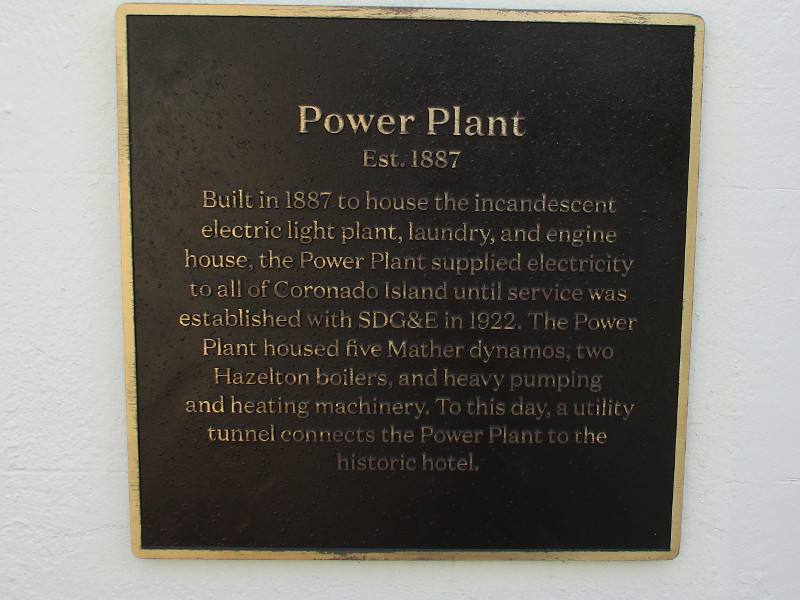 Power Plant
Est. 1887
Built in 1887 to house the incandescent
electric light plant, laundry, and engine
house, the Power Plant supplied electricity
to all of Coronado Island until service was
established with SDG&E in 1922. The Power
Plant housed five Mather dynamos, two
Hazelton boilers, and heavy pumping
and heating machinery. To this day, a utility
tunnel connects the Power Plant to the
historic hotel.